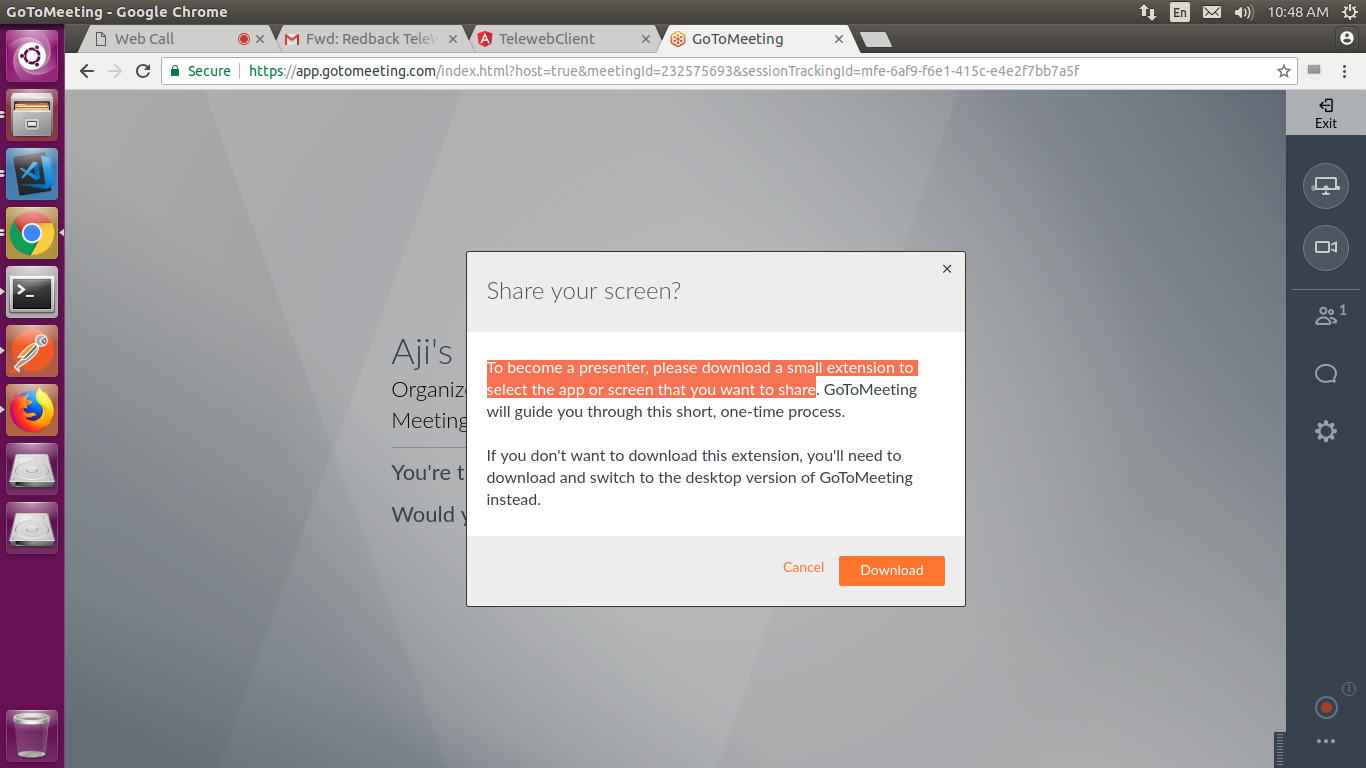 GoToMeeting - Google Chrome
En
10:48 AM
Web Call
Fwd: Redback TeleW
TelewebClient
GoToMeeting
Secure
https://app.gotomeeting.com/index.html?host=true&meetingId=232575693&sessionTrackingId=mfe-6af9-f6e1-415c-e4e2f7bb7a5f
Exit
1
Aji's
Organize
Meeting
You're t
Would y
Share your screen?
To become a presenter, please download a small extension to
select the app or screen that you want to share. GoToMeeting
will guide you through this short, one-time process.
If you don't want to download this extension, you'll need to
download and switch to the desktop version of GoToMeeting
instead.
Cancel
Download